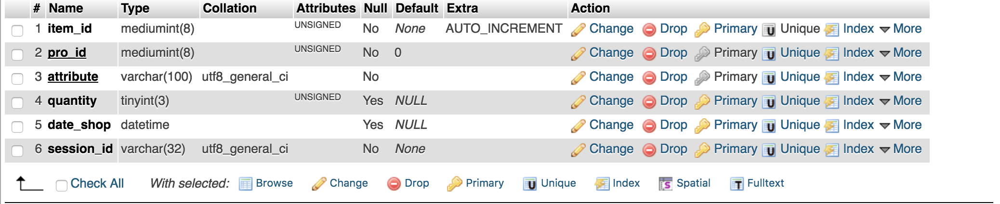 # Name Type Collation Attributes Null Default Extra Action
1 item_id mediumint(8) UNSIGNED No None AUTO_INCREMENT Change Drop Primary Unique Index More
2 pro_id mediumint(8) UNSIGNED No 0 Change Drop Primary Unique Index More
3 attribute varchar(100) utf8_general_ci No Change Drop Primary Unique Index More
4 quantity tinyint(3) UNSIGNED Yes NULL Change Drop Primary Unique Index More
5 date_shop datetime Yes NULL Change Drop Primary Unique Index More
6 session_id varchar(32) utf8_general_ci No None Change Drop Primary Unique Index More
Check All With selected: Browse Change Drop Primary Unique Index Spatial Fulltext